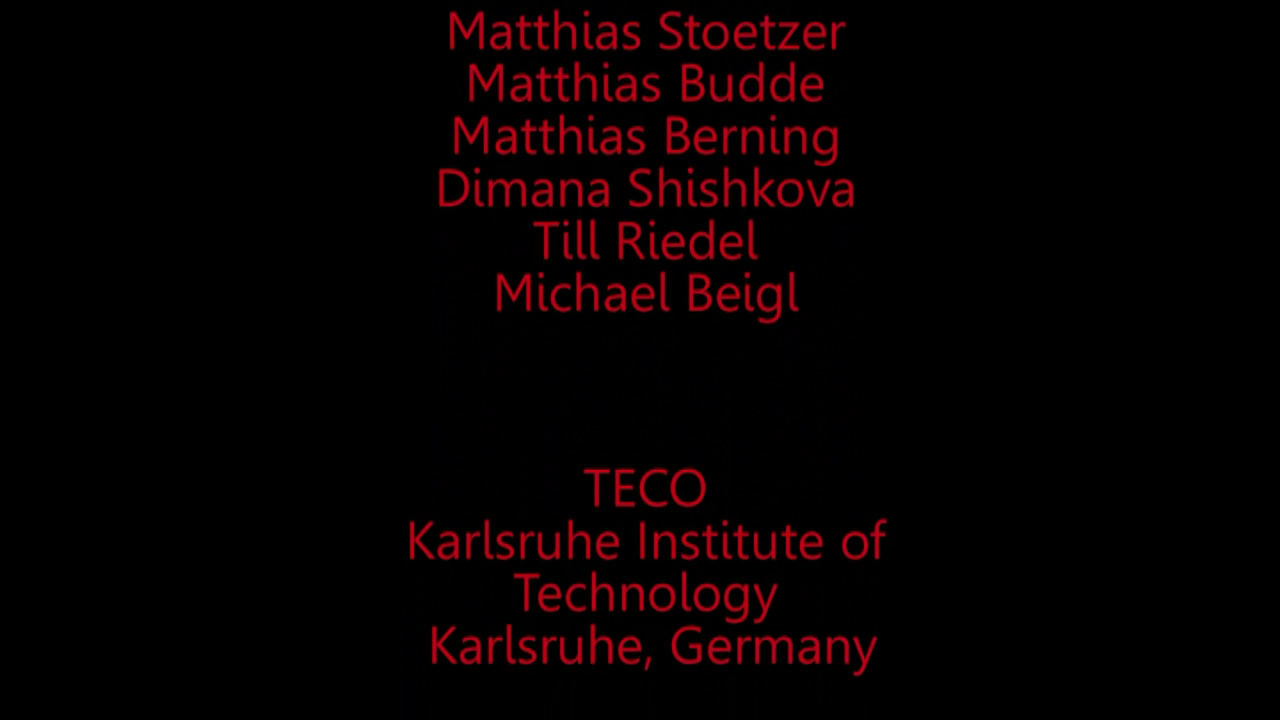 Matthias Stoetzer
Matthias Budde
Matthias Berning
Dimana Shishkova
Till Riedel
Michael Beigl
TECO
Karlsruhe Institute of
Technology
Karlsruhe, Germany